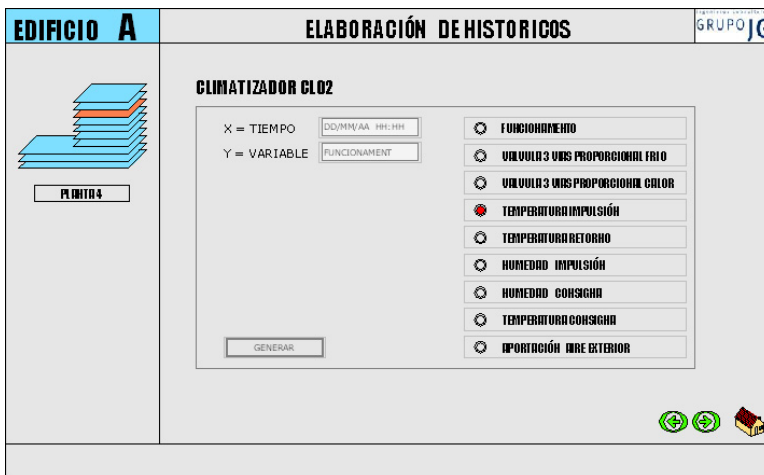 EDIFICIO A
ELABORACIÓN DE HISTORICOS
GRUPO JG
CLIMATIZADOR CL02
X = TIEMPO
DD/MM/AA HH:HH
Y = VARIABLE
FUNCIONAMENT
FUNCIONAMENTO
VALVULA 3 VIAS PROPORCIONAL FRIO
VALVULA 3 VIAS PROPORCIONAL CALOR
TEMPERATURA IMPULSIÓN
TEMPERATURA RETORNO
HUMEDAD IMPULSIÓN
HUMEDAD CONSIGNA
TEMPERATURA CONSIGNA
APORTACIÓN AIRE EXTERIOR
PLANTA 4
GENERAR